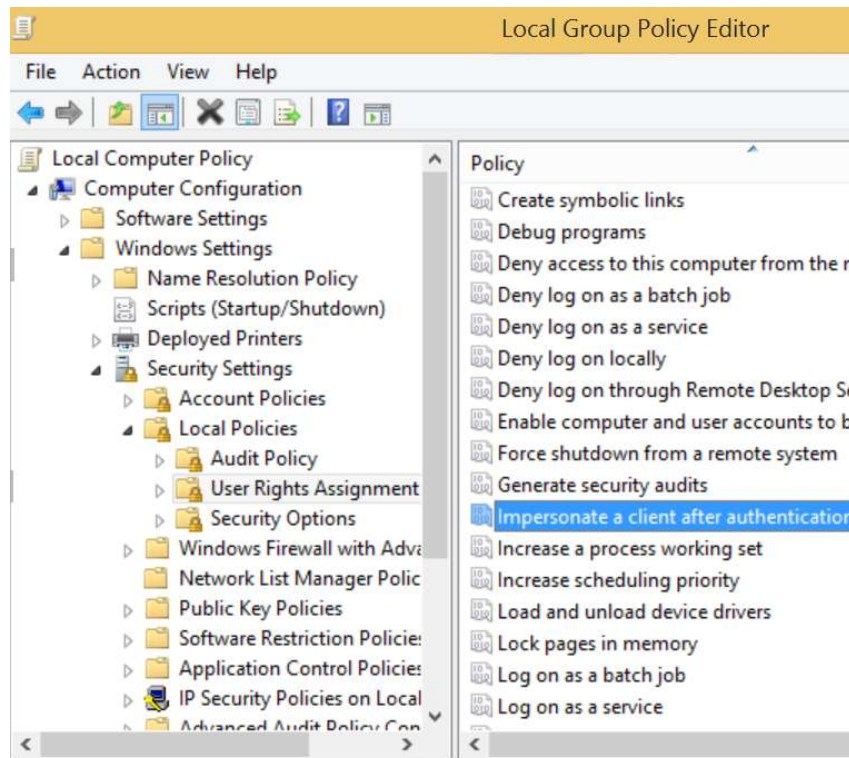 Local Group Policy Editor
File Action View Help
Local Computer Policy
Computer Configuration
Software Settings
Windows Settings
Name Resolution Policy
Scripts (Startup/Shutdown)
Deployed Printers
Security Settings
Account Policies
Local Policies
Audit Policy
User Rights Assignment
Security Options
Windows Firewall with Adva
Network List Manager Polic
Public Key Policies
Software Restriction Policies
Application Control Policies
IP Security Policies on Local
Advanced Audit Policy Con
Policy
Create symbolic links
Debug programs
Deny access to this computer from the
Deny log on as a batch job
Deny log on as a service
Deny log on locally
Deny log on through Remote Desktop Se
Enable computer and user accounts to b
Force shutdown from a remote system
Generate security audits
Impersonate a client after authentication
Increase a process working set
Increase scheduling priority
Load and unload device drivers
Lock pages in memory
Log on as a batch job
Log on as a service